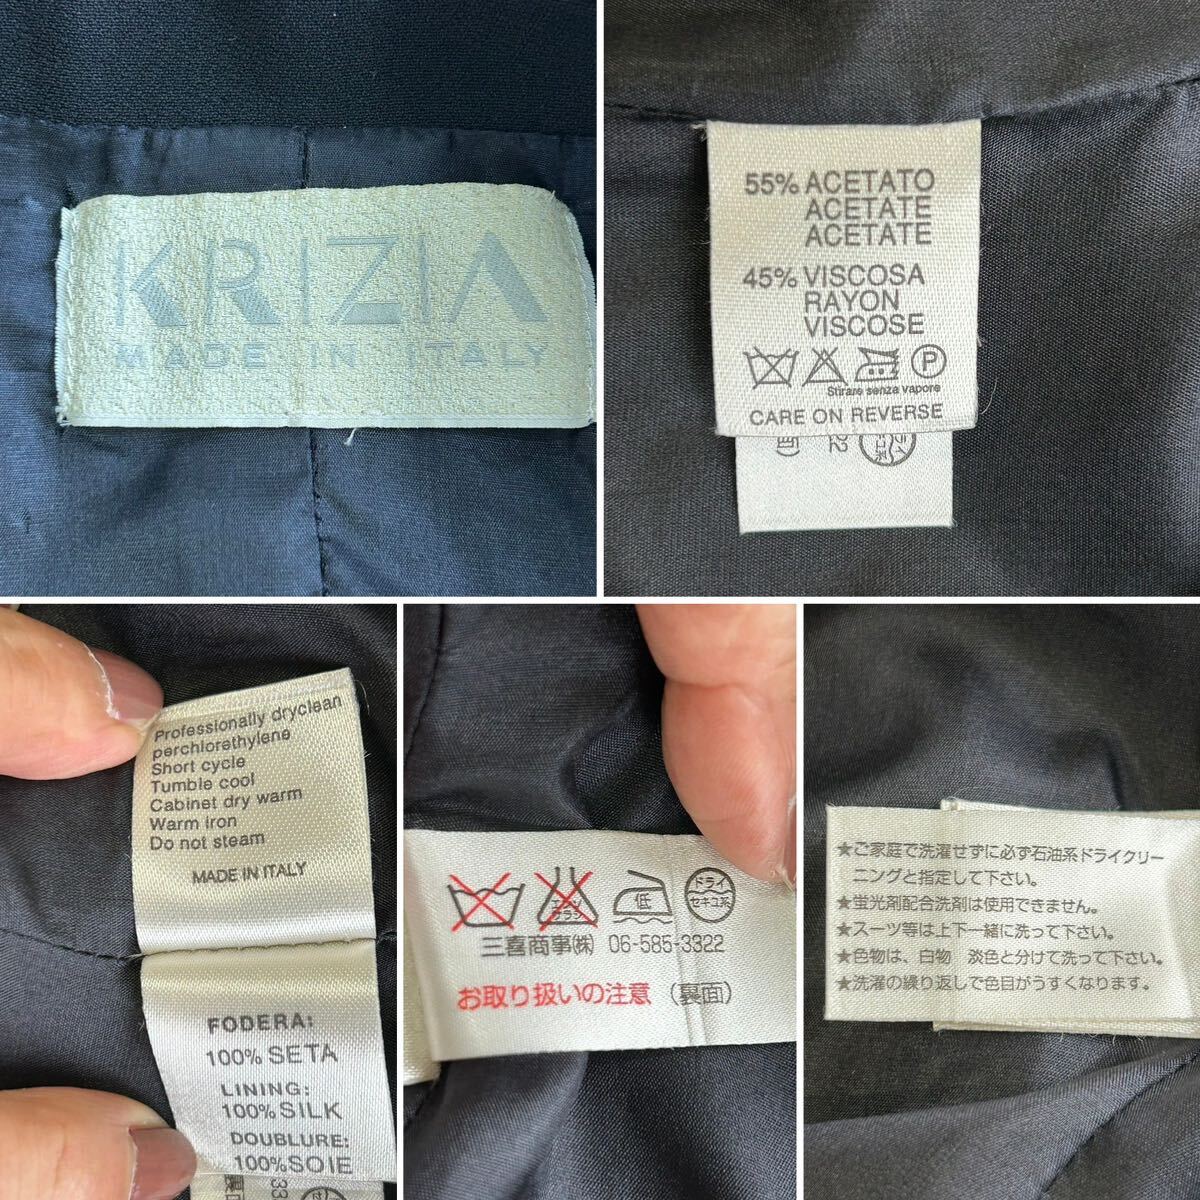 KRIZIA
MADE IN ITALY
55% ACETATO
ACETATE
ACETATE
45% VISCOSA
RAYON
VISCOSE
P
Stirare senza vapore
CARE ON REVERSE
Professionally dryclean
perchlorethylene
Short cycle
Tumble cool
Cabinet dry warm
Warm iron
Do not steam
MADE IN ITALY
FODERA:
100% SETA
LINING:
100% SILK
DOUBLURE:
100% SOIE
エンソ
サラシ
低
ドライ
セキユ系
三喜商事㈱ 06-585-3322
お取り扱いの注意（裏面）
★ご家庭で洗濯せずに必ず石油系ドライクリー
ニングと指定して下さい。
★蛍光剤配合洗剤は使用できません。
★スーツ等は上下一緒に洗って下さい。
★色物は、白物 淡色と分けて洗って下さい。
★洗濯の繰り返しで色目がうすくなります。